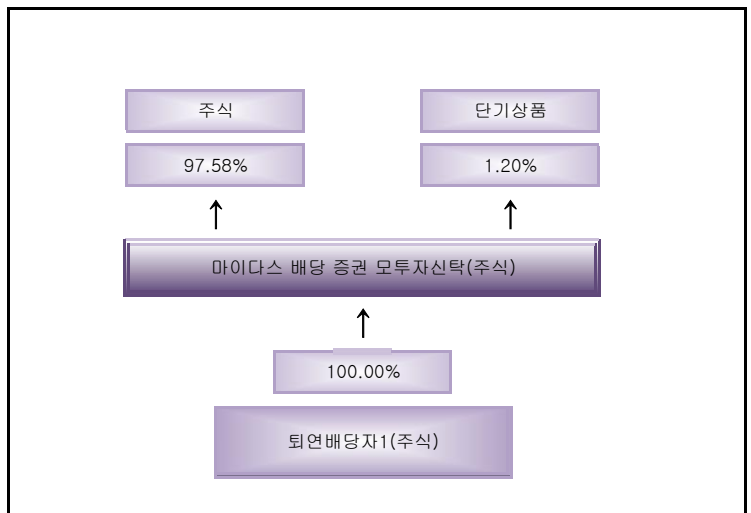 주식
단기상품
97.58%
1.20%
마이다스 배당 증권 모투자신탁(주식)
100.00%
퇴연배당자1(주식)